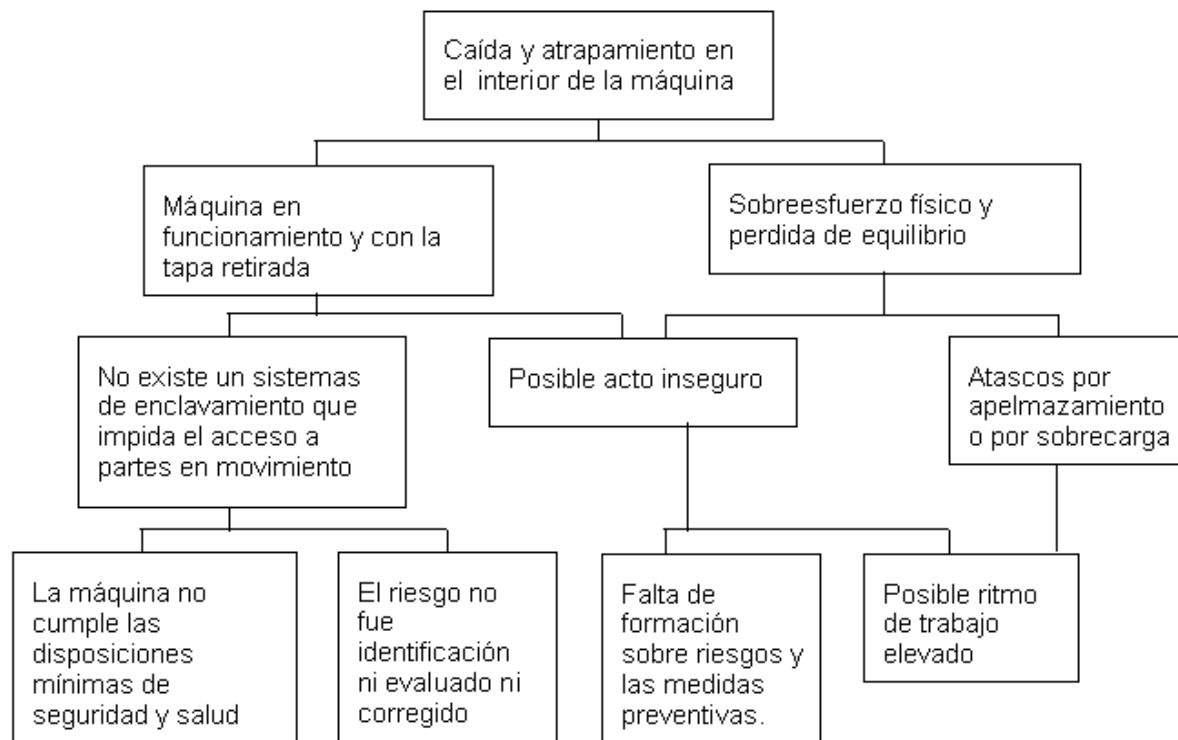 Caída y atrapamiento en
el interior de la máquina
Máquina en
funcionamiento y con la
tapa retirada
Sobreesfuerzo físico y
perdida de equilibrio
No existe un sistemas
de enclavamiento que
impida el acceso a
partes en movimiento
Posible acto inseguro
Atascos por
apelmazamiento
o por sobrecarga
La máquina no
cumple las
disposiciones
mínimas de
seguridad y salud
El riesgo no
fue
identificación
ni evaluado ni
corregido
Falta de
formación
sobre riesgos y
las medidas
preventivas.
Posible ritmo
de trabajo
elevado